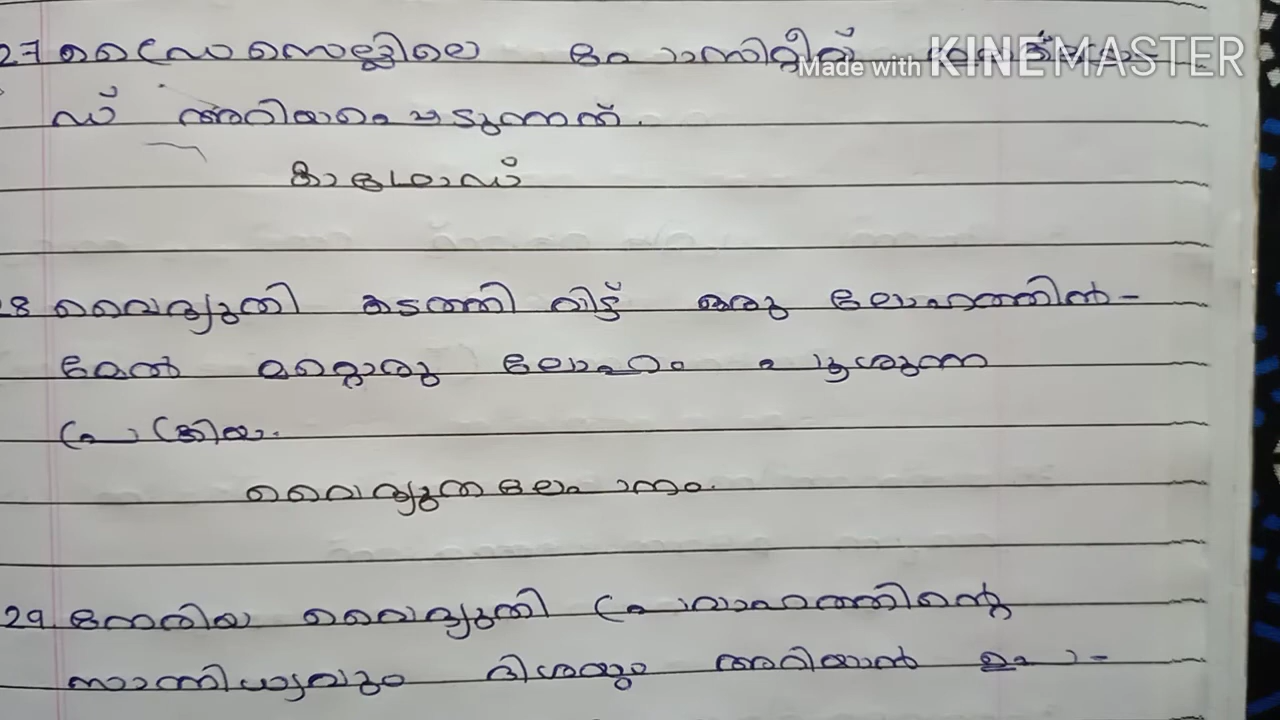 27 ഡ്രൈസെല്ലിലെ പോസിറ്റീവ്
ഡ് അറിയപ്പെടുന്നത്.
കാഥോഡ്
Made with KINEMASTER
28 വൈദ്യുതി കടത്തി വിട്ട് ഒരു ലോഹത്തിൻ-
മേൽ മറ്റൊരു ലോഹം പൂശുന്ന
പ്രക്രിയ.
വൈദ്യുതലേപനം.
29 നേരിയ വൈദ്യുതി പ്രവാഹത്തിന്റെ
സാന്നിധ്യവും ദിശയും അറിയാൻ ഉപ-